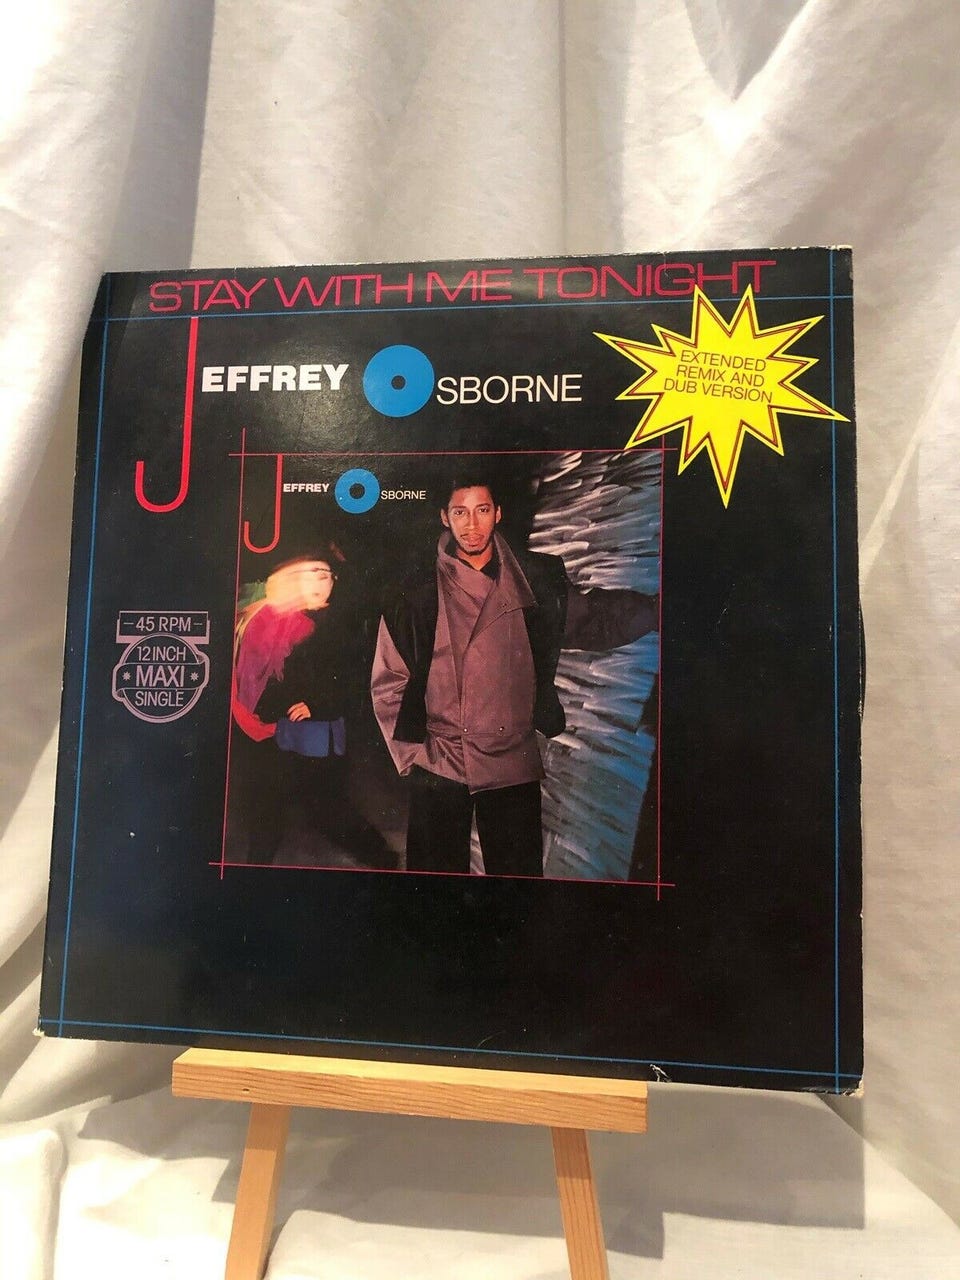 STAY WITH ME TONIGHT
JEFFREY OSBORNE
EXTENDED
REMIX AND
DUB VERSION
JEFFREY OSBORNE
-45 RPM-
12 INCH
* MAXI *
SINGLE